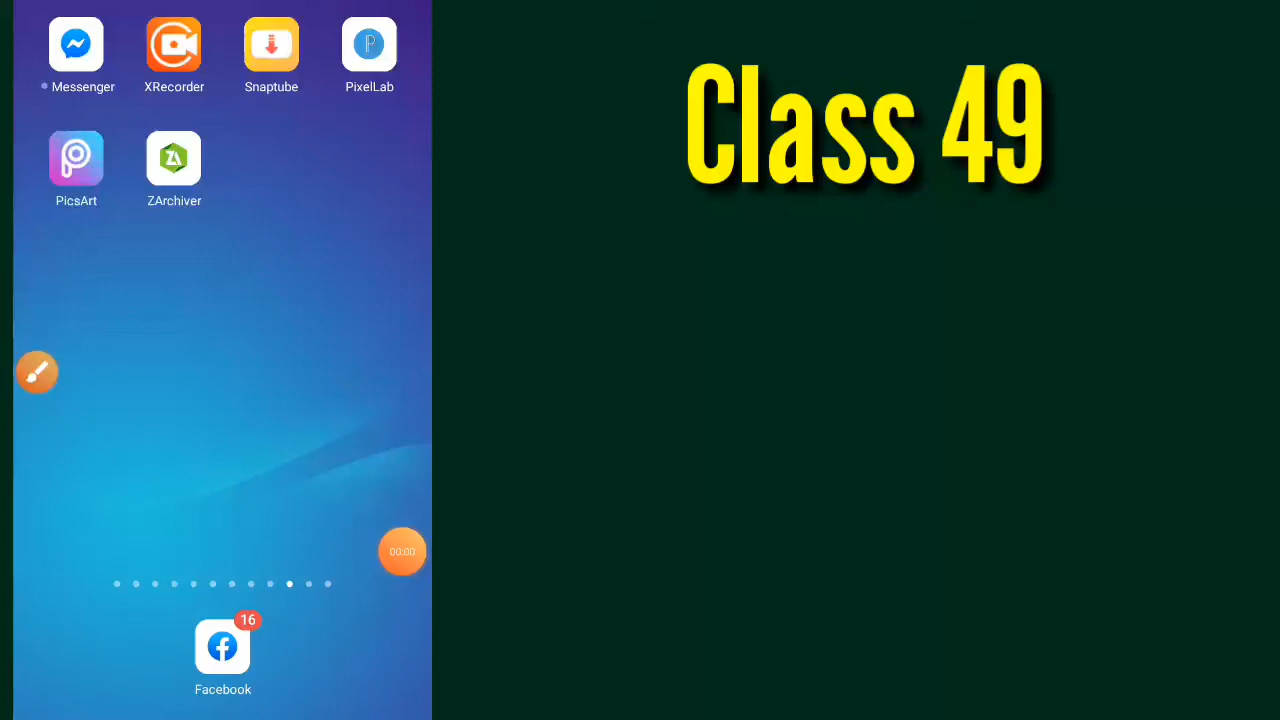 Class 49
Messenger
XRecorder
Snaptube
PixelLab
PicsArt
ZArchiver
00:00
16
Facebook